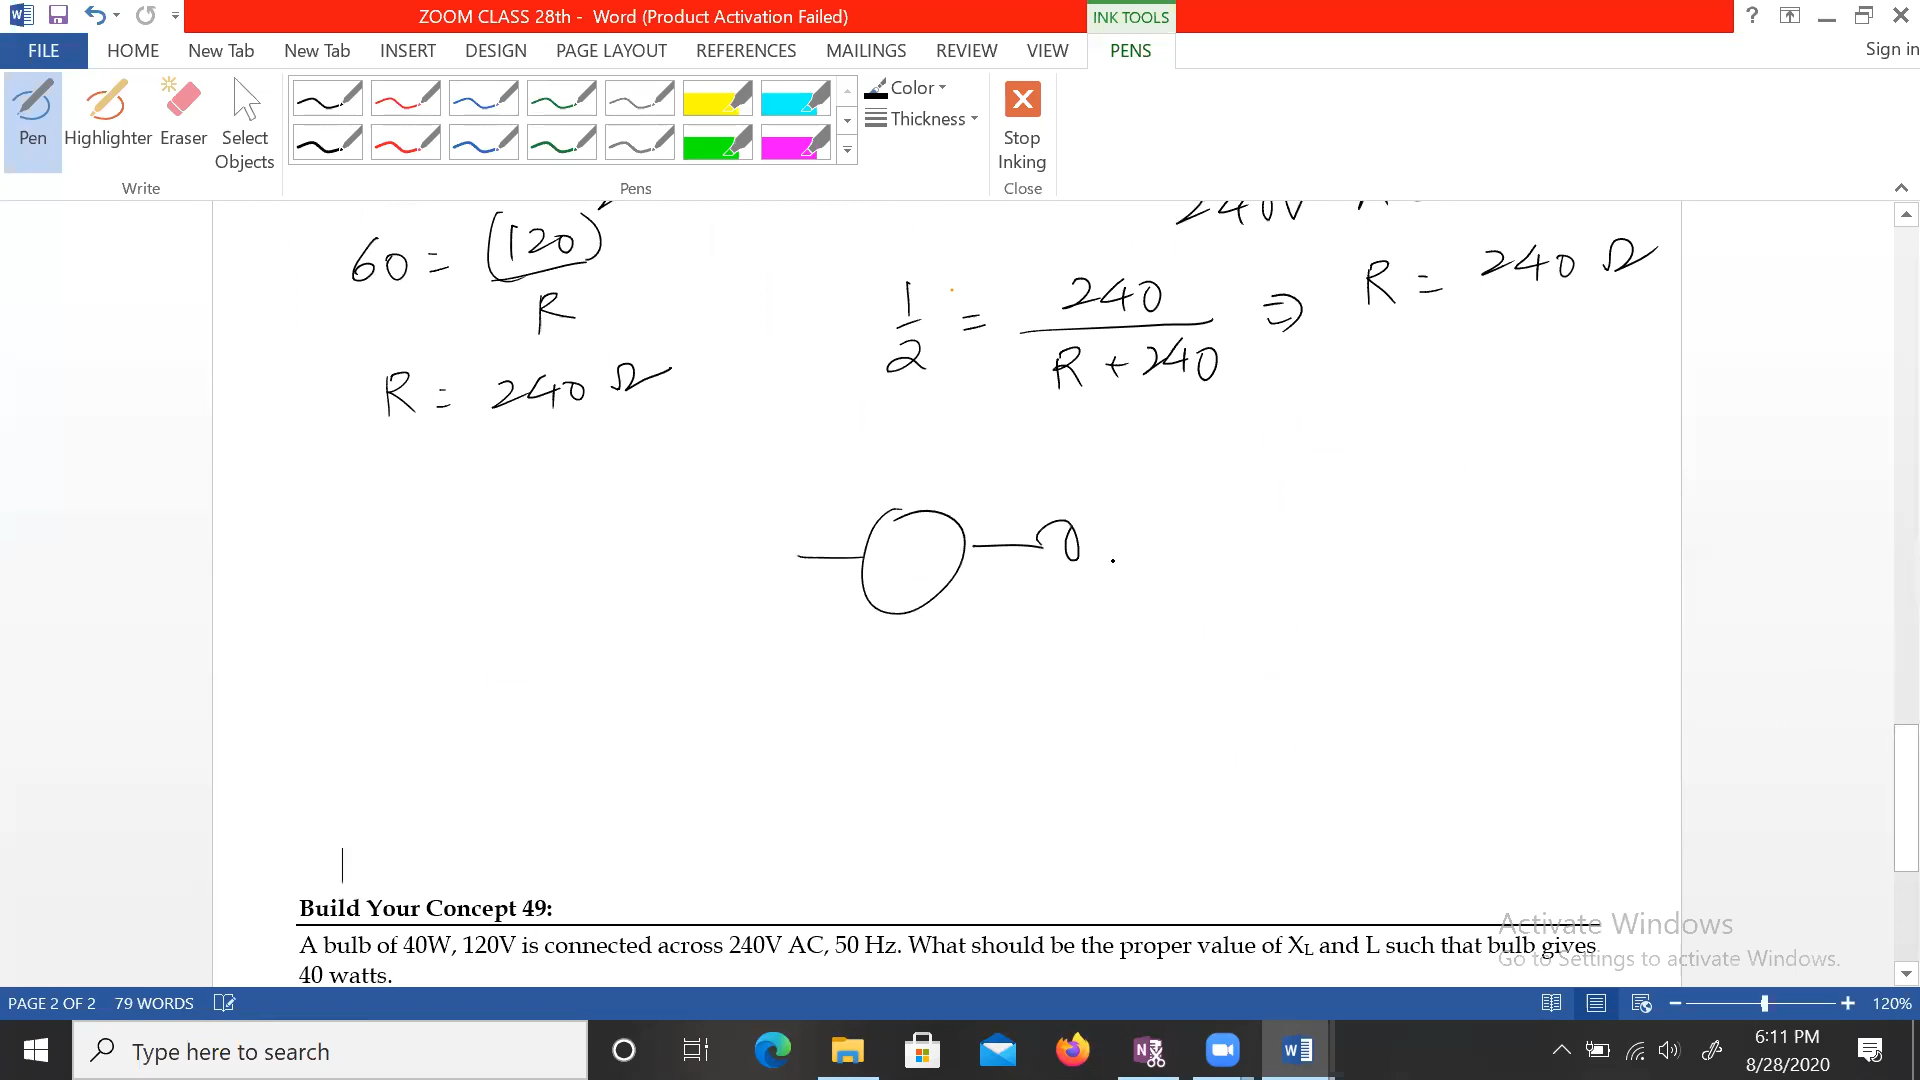 ZOOM CLASS 28th - Word (Product Activation Failed)
INK TOOLS
?
FILE
HOME
New Tab
New Tab
INSERT
DESIGN
PAGE LAYOUT
REFERENCES
MAILINGS
REVIEW
VIEW
PENS
Sign in
Pen
Highlighter
Eraser
Select
Objects
Color
Thickness
Stop
Inking
Write
Pens
Close
60 = (120)
R
R = 240 Ω
1/2 = 240/(R + 240) ⇒
240V
R = 240 Ω
Build Your Concept 49:
A bulb of 40W, 120V is connected across 240V AC, 50 Hz. What should be the proper value of XL and L such that bulb gives
40 watts.
Activate Windows
Go to Settings to activate Windows.
PAGE 2 OF 2
79 WORDS
120%
Type here to search
6:11 PM
8/28/2020